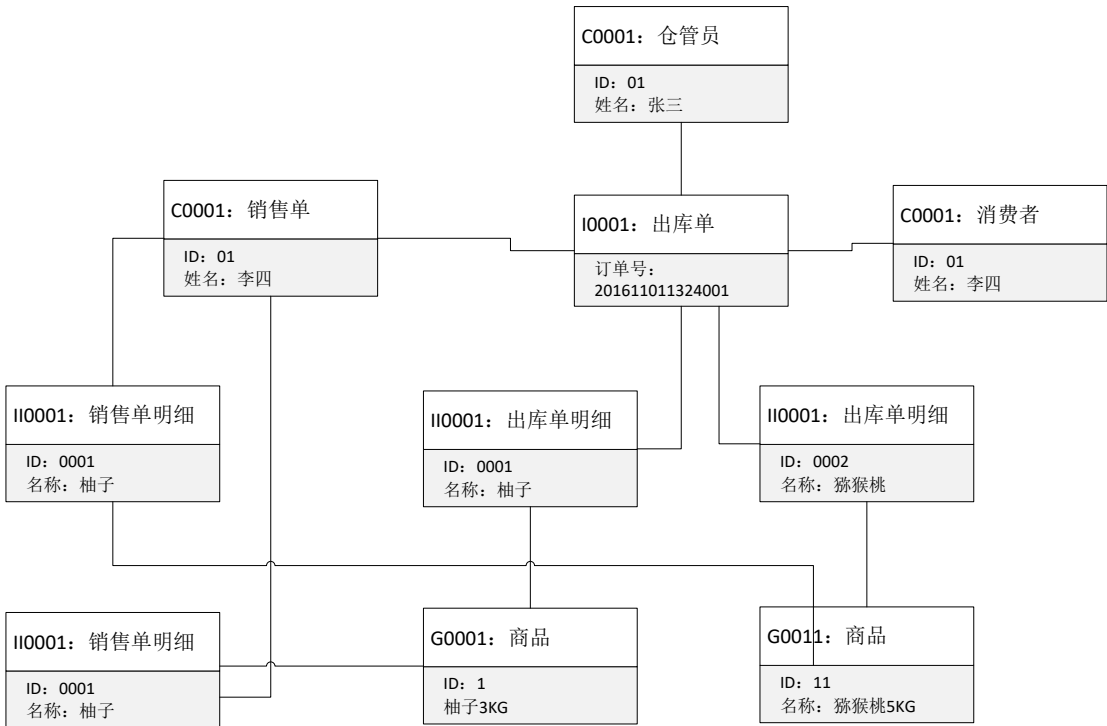 C0001：仓管员
ID：01
姓名：张三
C0001：销售单
ID：01
姓名：李四
I0001：出库单
订单号：
201611011324001
C0001：消费者
ID：01
姓名：李四
II0001：销售单明细
ID：0001
名称：柚子
II0001：出库单明细
ID：0001
名称：柚子
II0001：出库单明细
ID：0002
名称：猕猴桃
II0001：销售单明细
ID：0001
名称：柚子
G0001：商品
ID：1
柚子3KG
G0011：商品
ID：11
名称：猕猴桃5KG